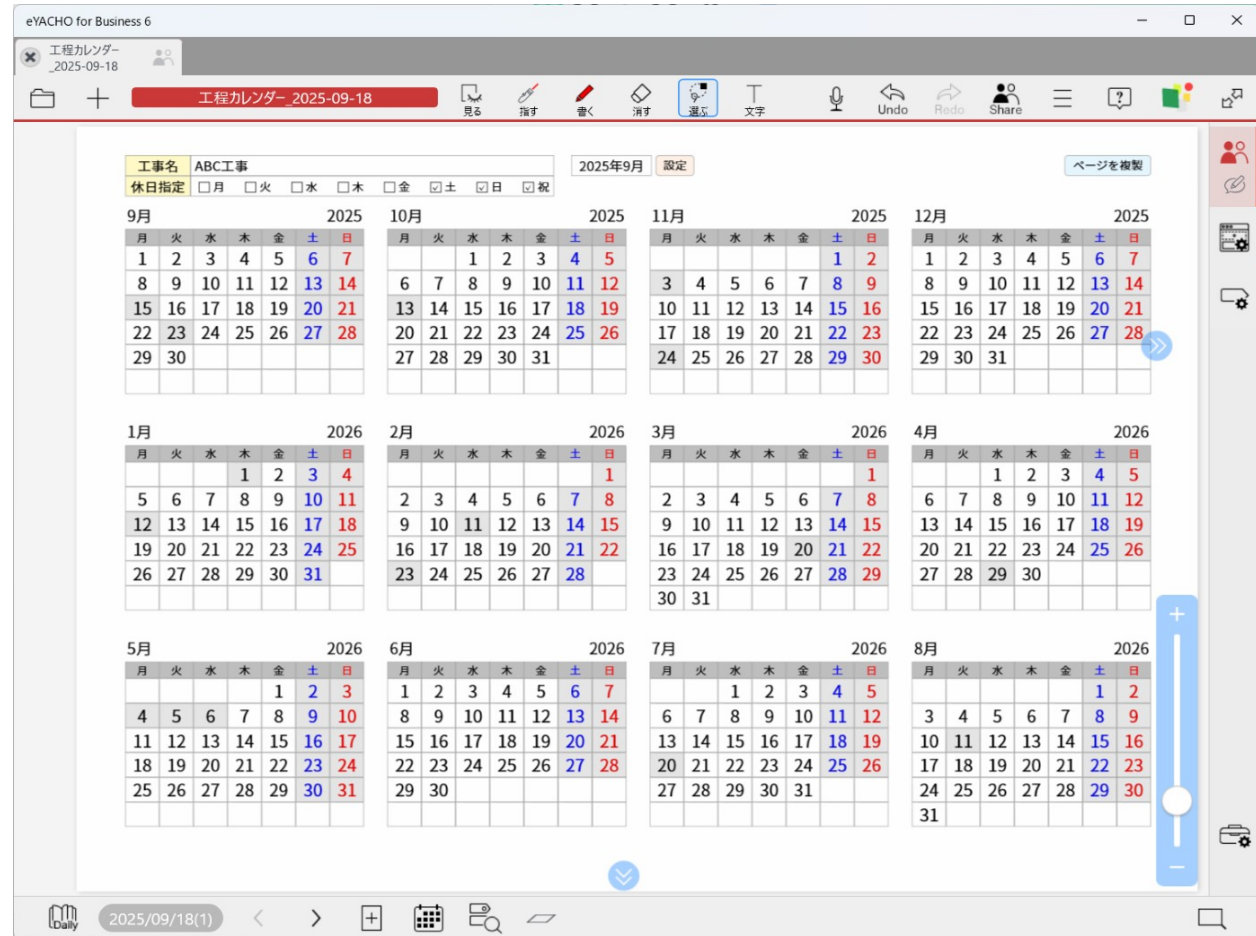 eYACHO for Business 6
工程カレンダー
_2025-09-18
工程カレンダー_2025-09-18
見る 指す 書く 消す 選ぶ 文字 Undo Redo Share
工事名 ABC工事 2025年9月 設定 ページを複製
休日指定 月 火 水 木 金 土 日 祝
9月 2025 10月 2025 11月 2025 12月 2025
月 火 水 木 金 土 日 月 火 水 木 金 土 日 月 火 水 木 金 土 日 月 火 水 木 金 土 日
1 2 3 4 5 6 7 1 2 3 4 5 1 2 1 2 3 4 5 6 7
8 9 10 11 12 13 14 6 7 8 9 10 11 12 3 4 5 6 7 8 9 8 9 10 11 12 13 14
15 16 17 18 19 20 21 13 14 15 16 17 18 19 10 11 12 13 14 15 16 15 16 17 18 19 20 21
22 23 24 25 26 27 28 20 21 22 23 24 25 26 17 18 19 20 21 22 23 22 23 24 25 26 27 28
29 30 27 28 29 30 31 24 25 26 27 28 29 30 29 30 31
1月 2026 2月 2026 3月 2026 4月 2026
月 火 水 木 金 土 日 月 火 水 木 金 土 日 月 火 水 木 金 土 日 月 火 水 木 金 土 日
1 2 3 4 1 1 1 2 3 4 5
5 6 7 8 9 10 11 2 3 4 5 6 7 8 2 3 4 5 6 7 8 6 7 8 9 10 11 12
12 13 14 15 16 17 18 9 10 11 12 13 14 15 9 10 11 12 13 14 15 13 14 15 16 17 18 19
19 20 21 22 23 24 25 16 17 18 19 20 21 22 16 17 18 19 20 21 22 20 21 22 23 24 25 26
26 27 28 29 30 31 23 24 25 26 27 28 23 24 25 26 27 28 29 27 28 29 30
30 31
5月 2026 6月 2026 7月 2026 8月 2026
月 火 水 木 金 土 日 月 火 水 木 金 土 日 月 火 水 木 金 土 日 月 火 水 木 金 土 日
1 2 3 1 2 3 4 5 6 7 1 2 3 4 5 1 2
4 5 6 7 8 9 10 8 9 10 11 12 13 14 6 7 8 9 10 11 12 3 4 5 6 7 8 9
11 12 13 14 15 16 17 15 16 17 18 19 20 21 13 14 15 16 17 18 19 10 11 12 13 14 15 16
18 19 20 21 22 23 24 22 23 24 25 26 27 28 20 21 22 23 24 25 26 17 18 19 20 21 22 23
25 26 27 28 29 30 31 29 30 27 28 29 30 31 24 25 26 27 28 29 30
31
Daily 2025/09/18(1)